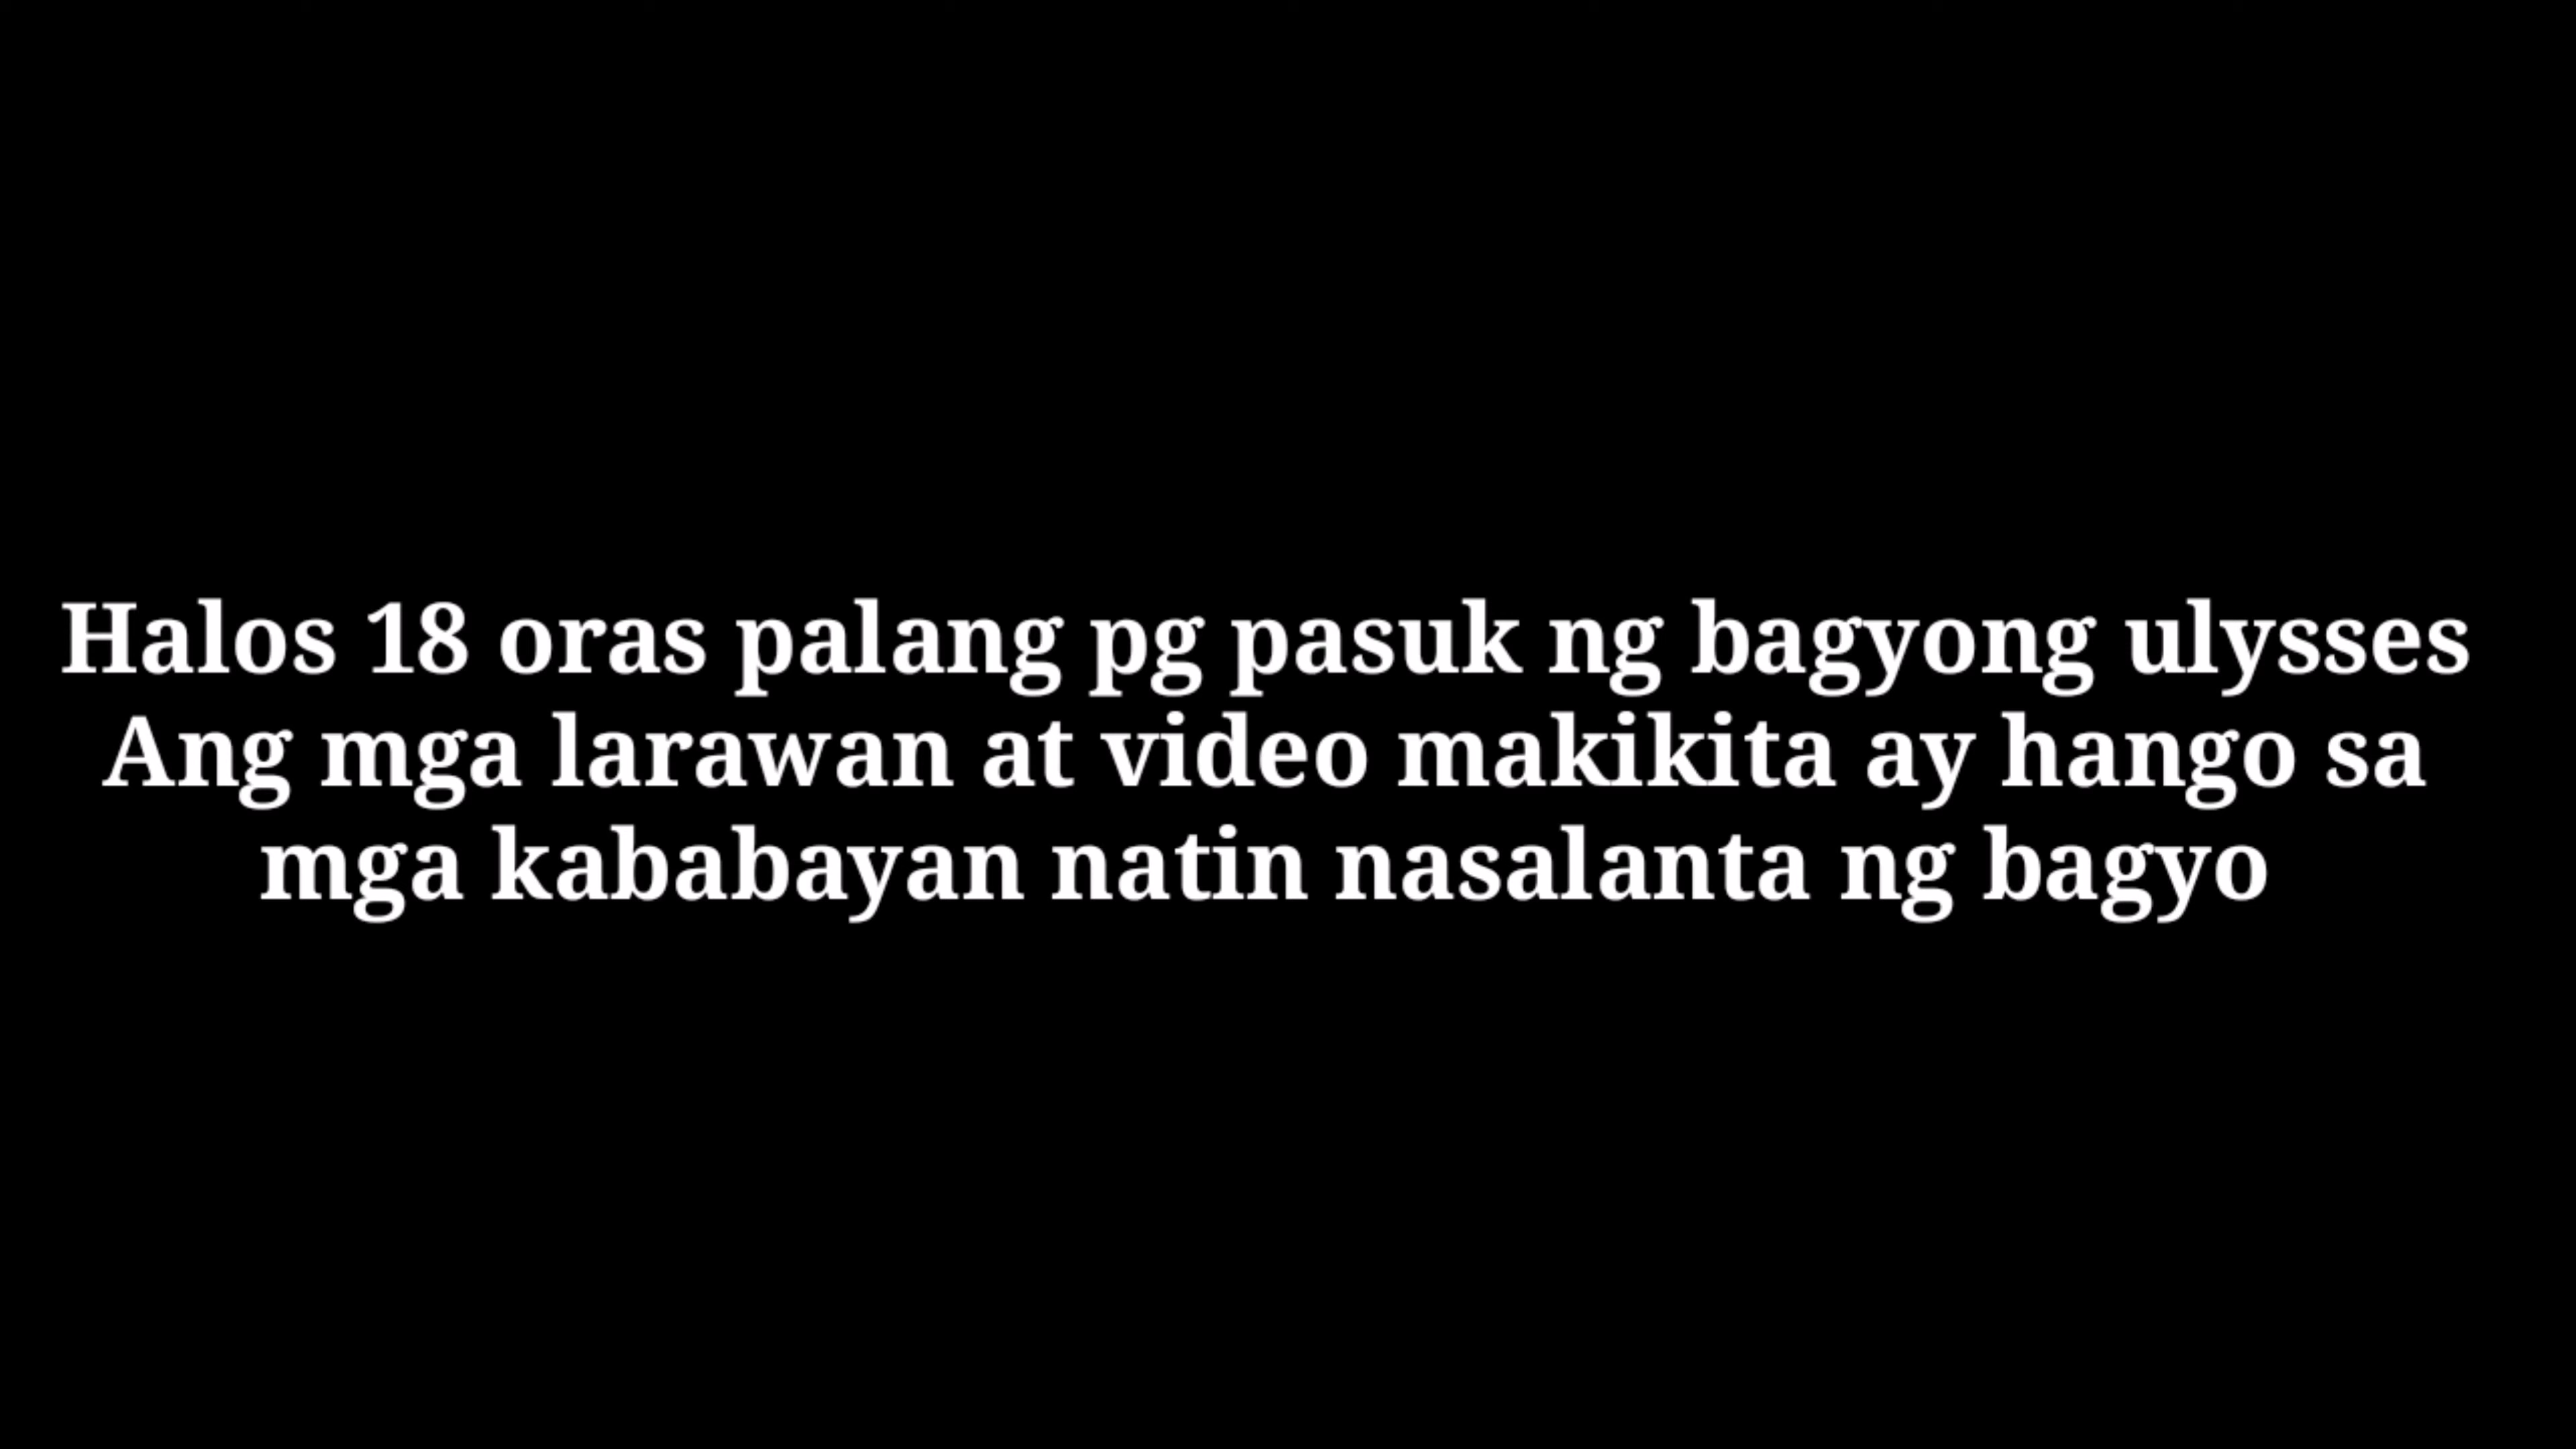 Halos 18 oras palang pg pasuk ng bagyong ulysses
Ang mga larawan at video makikita ay hango sa
mga kababayan natin nasalanta ng bagyo